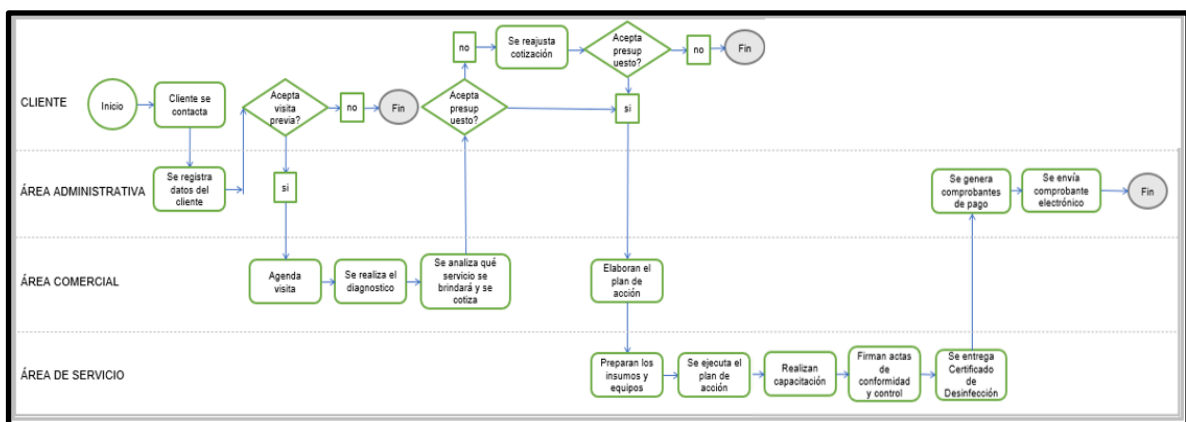 CLIENTE
Inicio
Cliente se
contacta
Acepta
visita
previa?
no
Fin
Acepta
presup
uesto?
no
Se reajusta
cotización
Acepta
presup
uesto?
no
Fin
si
ÁREA ADMINISTRATIVA
Se registra
datos del
cliente
si
Se genera
comprobantes
de pago
Se envía
comprobante
electrónico
Fin
ÁREA COMERCIAL
Agenda
visita
Se realiza el
diagnostico
Se analiza qué
servicio se
brindará y se
cotiza
Elaboran el
plan de
acción
ÁREA DE SERVICIO
Preparan los
insumos y
equipos
Se ejecuta el
plan de
acción
Realizan
capacitación
Firman actas
de
conformidad
y control
Se entrega
Certificado
de
Desinfección